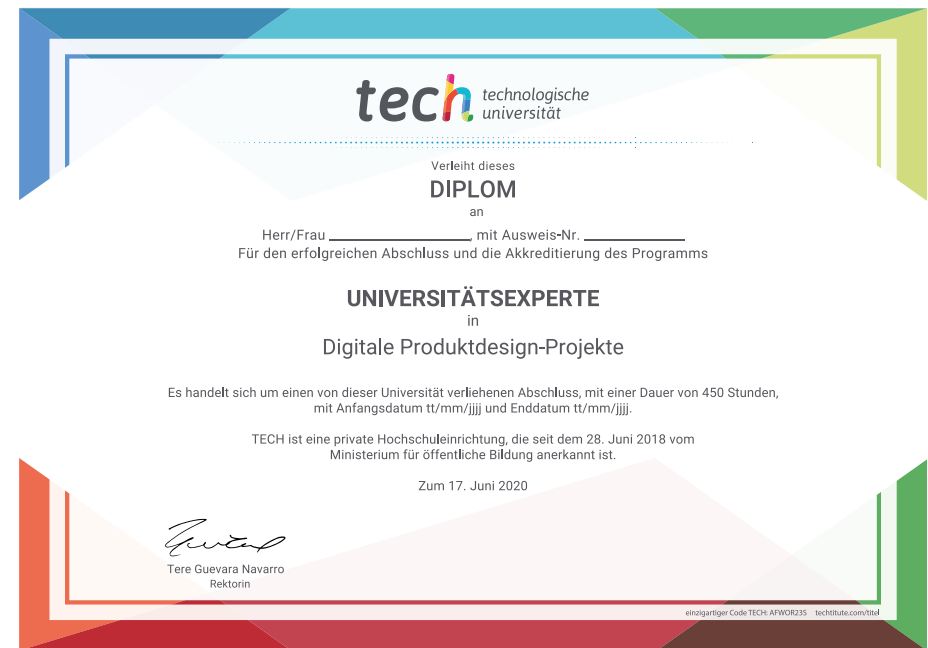 tech technologische
universität
Verleiht dieses
DIPLOM
an
Herr/Frau ____________________, mit Ausweis-Nr. ______________
Für den erfolgreichen Abschluss und die Akkreditierung des Programms
UNIVERSITÄTSEXPERTE
in
Digitale Produktdesign-Projekte
Es handelt sich um einen von dieser Universität verliehenen Abschluss, mit einer Dauer von 450 Stunden,
mit Anfangsdatum tt/mm/jjjj und Enddatum tt/mm/jjjj.
TECH ist eine private Hochschuleinrichtung, die seit dem 28. Juni 2018 vom
Ministerium für öffentliche Bildung anerkannt ist.
Zum 17. Juni 2020
Tere Guevara Navarro
Rektorin
einzigartiger Code TECH: AFWOR23S techtitute.com/titel